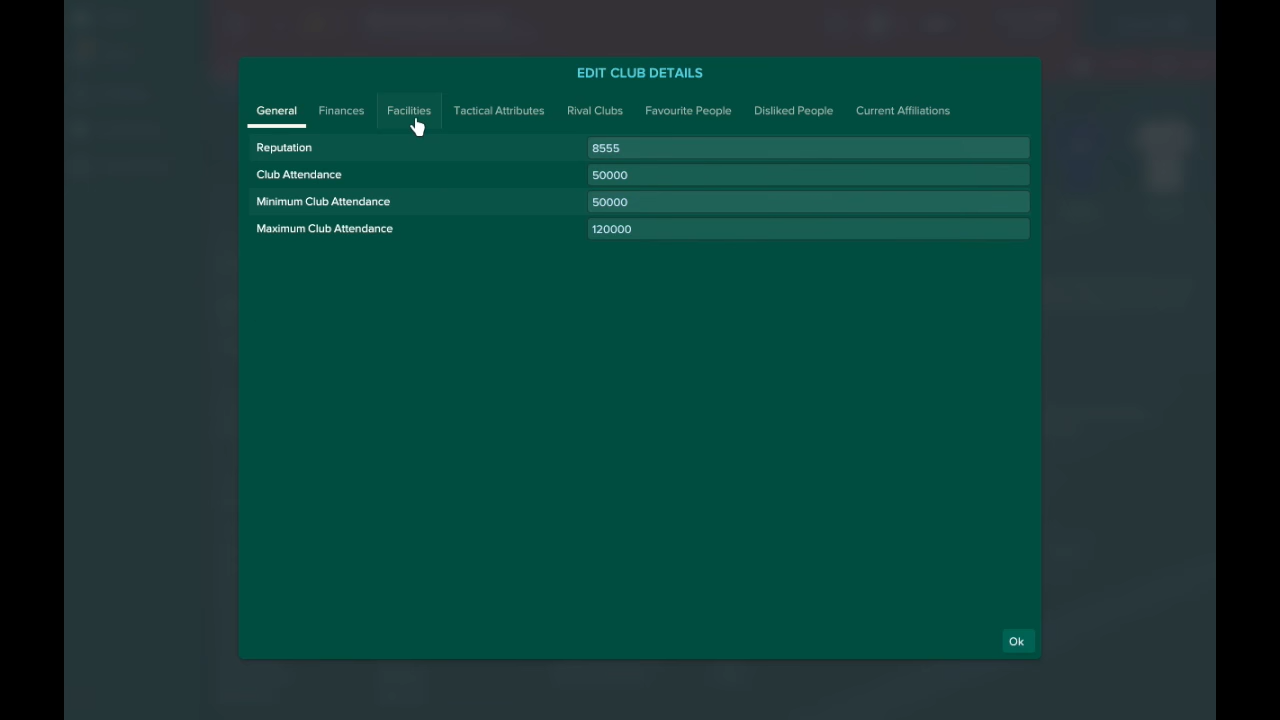 EDIT CLUB DETAILS
General Finances Facilities Tactical Attributes Rival Clubs Favourite People Disliked People Current Affiliations
Reputation 8555
Club Attendance 50000
Minimum Club Attendance 50000
Maximum Club Attendance 120000
Ok